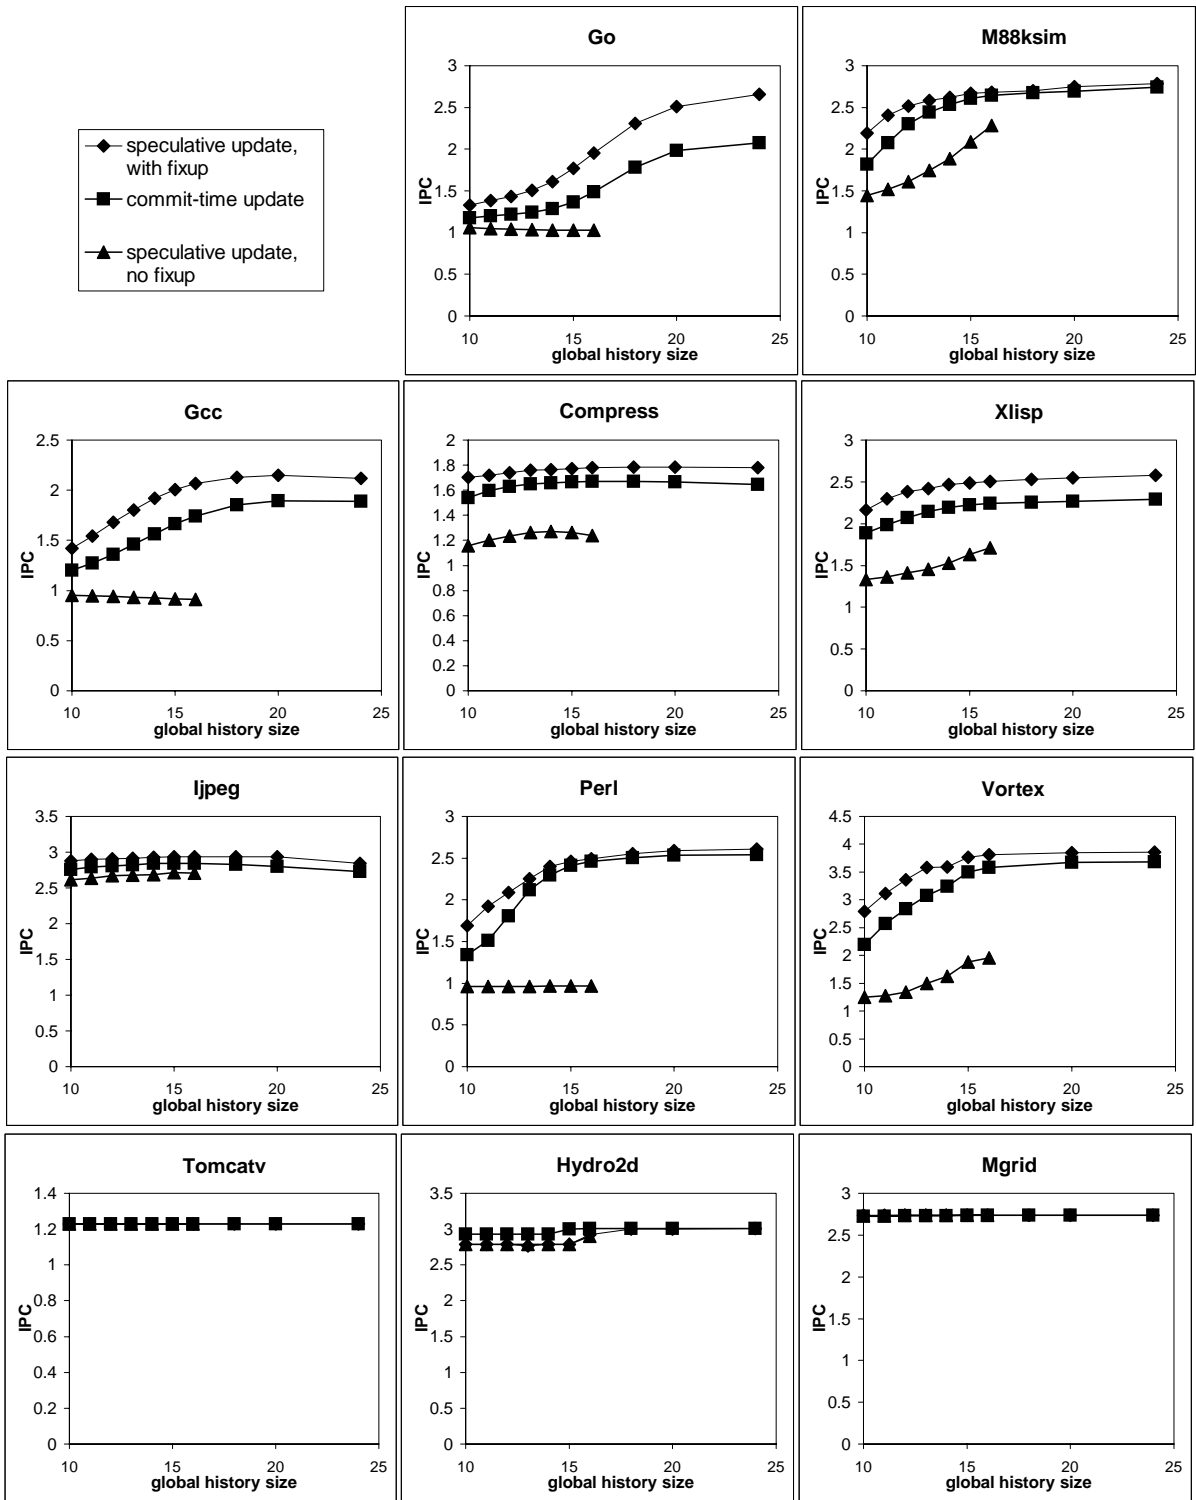 speculative update,
with fixup
commit-time update
speculative update,
no fixup
Go
3
2.5
2
1.5
1
0.5
0
IPC
10 15 20 25
global history size
M88ksim
3
2.5
2
1.5
1
0.5
0
IPC
10 15 20 25
global history size
Gcc
2.5
2
1.5
1
0.5
0
IPC
10 15 20 25
global history size
Compress
2
1.8
1.6
1.4
1.2
1
0.8
0.6
0.4
0.2
0
IPC
10 15 20 25
global history size
Xlisp
3
2.5
2
1.5
1
0.5
0
IPC
10 15 20 25
global history size
Ijpeg
3.5
3
2.5
2
1.5
1
0.5
0
IPC
10 15 20 25
global history size
Perl
3
2.5
2
1.5
1
0.5
0
IPC
10 15 20 25
global history size
Vortex
4.5
4
3.5
3
2.5
2
1.5
1
0.5
0
IPC
10 15 20 25
global history size
Tomcatv
1.4
1.2
1
0.8
0.6
0.4
0.2
0
IPC
10 15 20 25
global history size
Hydro2d
3.5
3
2.5
2
1.5
1
0.5
0
IPC
10 15 20 25
global history size
Mgrid
3
2.5
2
1.5
1
0.5
0
IPC
10 15 20 25
global history size